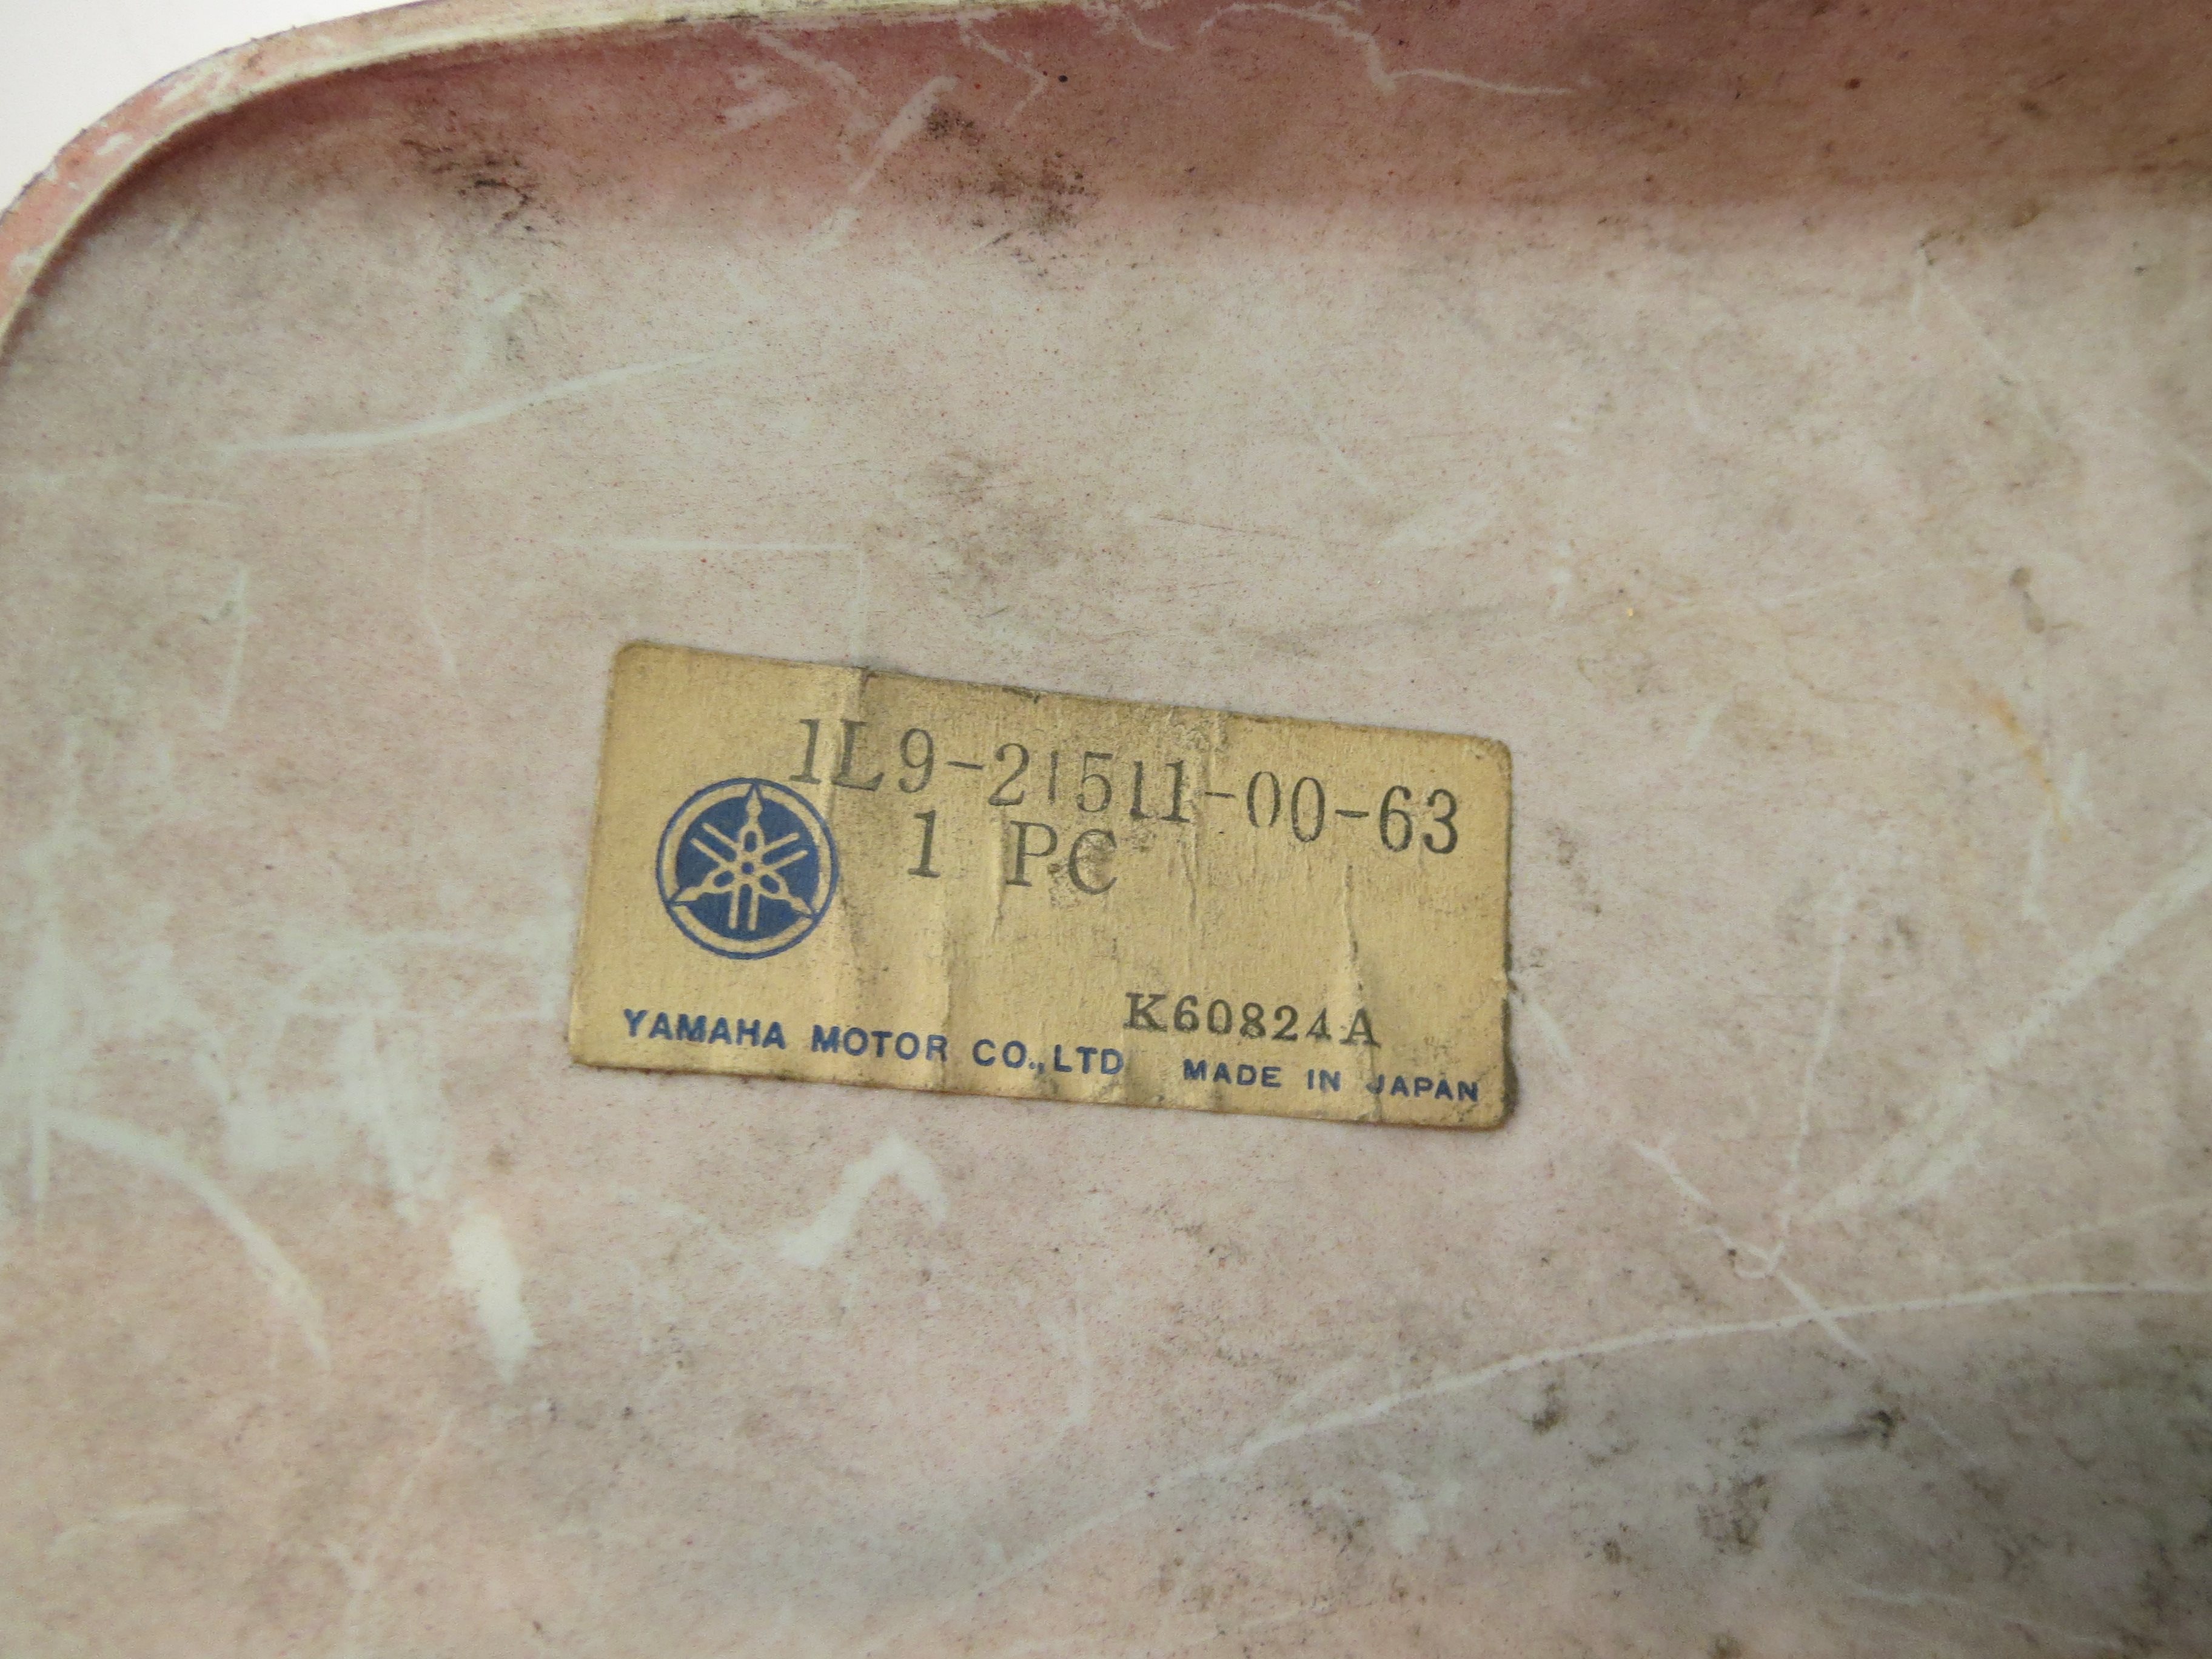 1L9-21511-00-63
1 PC
K60824A
YAMAHA MOTOR CO.,LTD MADE IN JAPAN